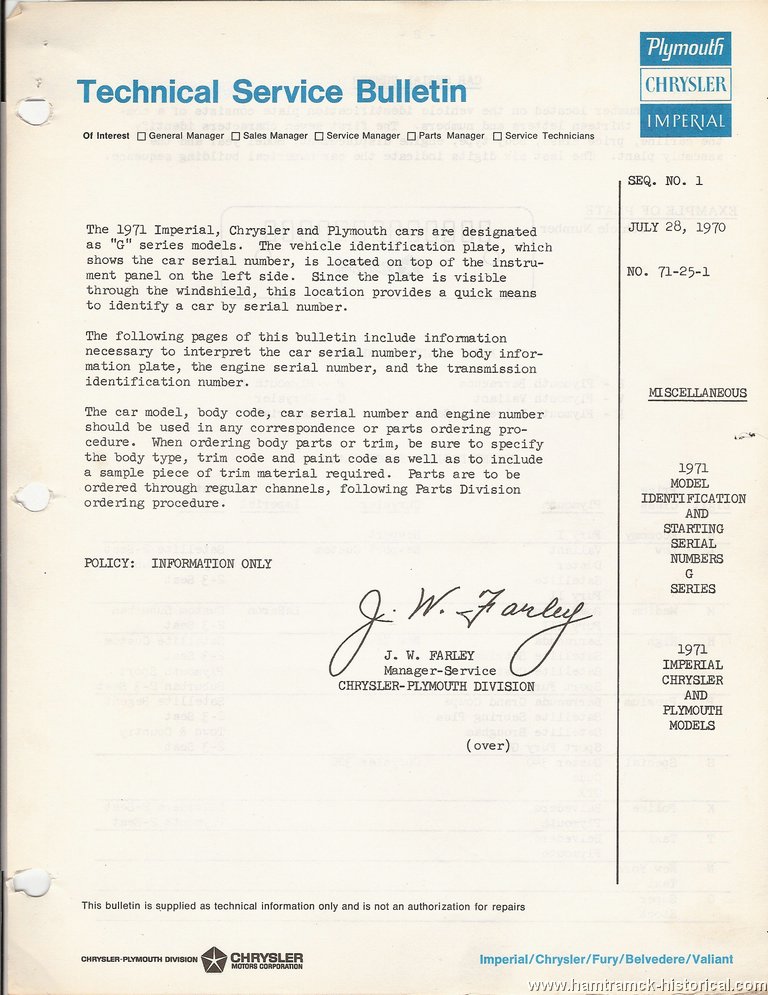 Plymouth
CHRYSLER
IMPERIAL
Technical Service Bulletin
Of Interest □ General Manager □ Sales Manager □ Service Manager □ Parts Manager □ Service Technicians
SEQ. NO. 1
JULY 28, 1970
NO. 71-25-1
The 1971 Imperial, Chrysler and Plymouth cars are designated
as "G" series models. The vehicle identification plate, which
shows the car serial number, is located on top of the instru-
ment panel on the left side. Since the plate is visible
through the windshield, this location provides a quick means
to identify a car by serial number.
The following pages of this bulletin include information
necessary to interpret the car serial number, the body infor-
mation plate, the engine serial number, and the transmission
identification number.
The car model, body code, car serial number and engine number
should be used in any correspondence or parts ordering pro-
cedure. When ordering body parts or trim, be sure to specify
the body type, trim code and paint code as well as to include
a sample piece of trim material required. Parts are to be
ordered through regular channels, following Parts Division
ordering procedure.
POLICY: INFORMATION ONLY
J. W. Farley
J. W. FARLEY
Manager-Service
CHRYSLER-PLYMOUTH DIVISION
(over)
MISCELLANEOUS
1971
MODEL
IDENTIFICATION
AND
STARTING
SERIAL
NUMBERS
G
SERIES
1971
IMPERIAL
CHRYSLER
AND
PLYMOUTH
MODELS
This bulletin is supplied as technical information only and is not an authorization for repairs
CHRYSLER-PLYMOUTH DIVISION CHRYSLER
MOTORS CORPORATION
Imperial/Chrysler/Fury/Belvedere/Valiant
www.hamtramck-historical.com